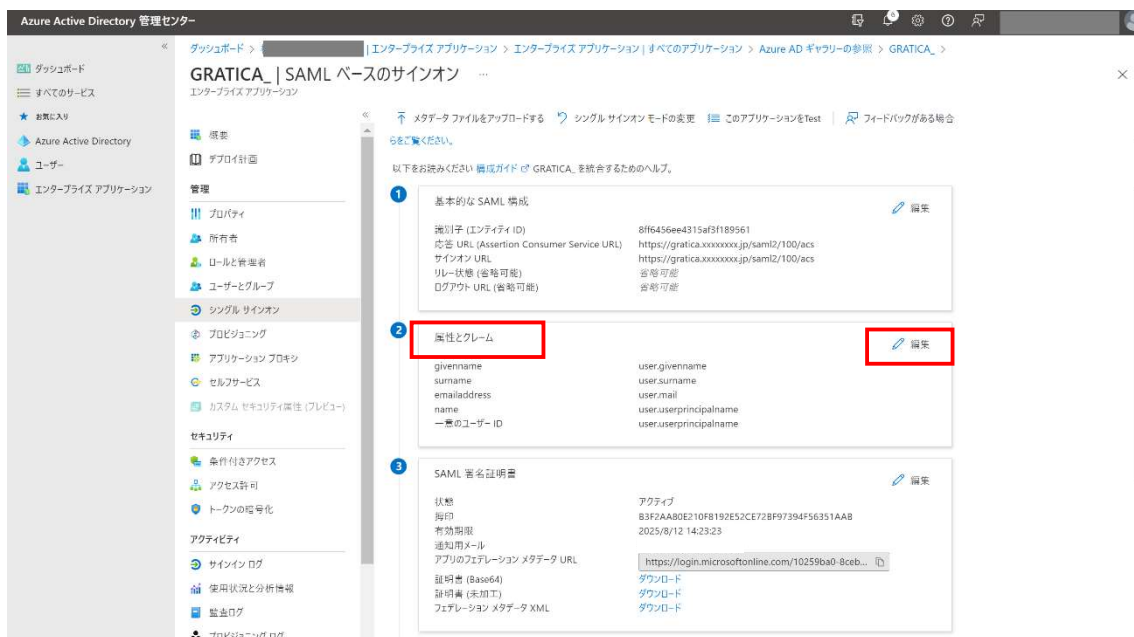 Azure Active Directory 管理センター
ダッシュボード >
| エンタープライズ アプリケーション > エンタープライズ アプリケーション | すべてのアプリケーション > Azure AD ギャラリーの参照 > GRATICA_ >
GRATICA_ | SAML ベースのサインオン …
エンタープライズ アプリケーション
ダッシュボード
すべてのサービス
お気に入り
Azure Active Directory
ユーザー
エンタープライズ アプリケーション
概要
デプロイ計画
管理
プロパティ
所有者
ロールと管理者
ユーザーとグループ
シングル サインオン
プロビジョニング
アプリケーション プロキシ
セルフサービス
カスタム セキュリティ属性 (プレビュー)
セキュリティ
条件付きアクセス
アクセス許可
トークンの暗号化
アクティビティ
サインイン ログ
使用状況と分析情報
監査ログ
プロビジョニング ログ
メタデータ ファイルをアップロードする シングル サインオン モードの変更 このアプリケーションをTest | フィードバックがある場合
らをご覧ください。
以下をお読みください 構成ガイド GRATICA_ を統合するためのヘルプ。
1
基本的な SAML 構成
編集
識別子 (エンティティ ID) 8ff6456ee4315af3f189561
応答 URL (Assertion Consumer Service URL) https://gratica.xxxxxxxx.jp/saml2/100/acs
サインオン URL https://gratica.xxxxxxxx.jp/saml2/100/acs
リレー状態 (省略可能) 省略可能
ログアウト URL (省略可能) 省略可能
2
属性とクレーム
編集
givenname user.givenname
surname user.surname
emailaddress user.mail
name user.userprincipalname
一意のユーザー ID user.userprincipalname
3
SAML 署名証明書
編集
状態 アクティブ
拇印 B3F2AA80E210F8192E52CE72BF97394F56351AAB
有効期限 2025/8/12 14:23:23
通知用メール
アプリのフェデレーション メタデータ URL https://login.microsoftonline.com/10259ba0-8ceb...
証明書 (Base64) ダウンロード
証明書 (未加工) ダウンロード
フェデレーション メタデータ XML ダウンロード